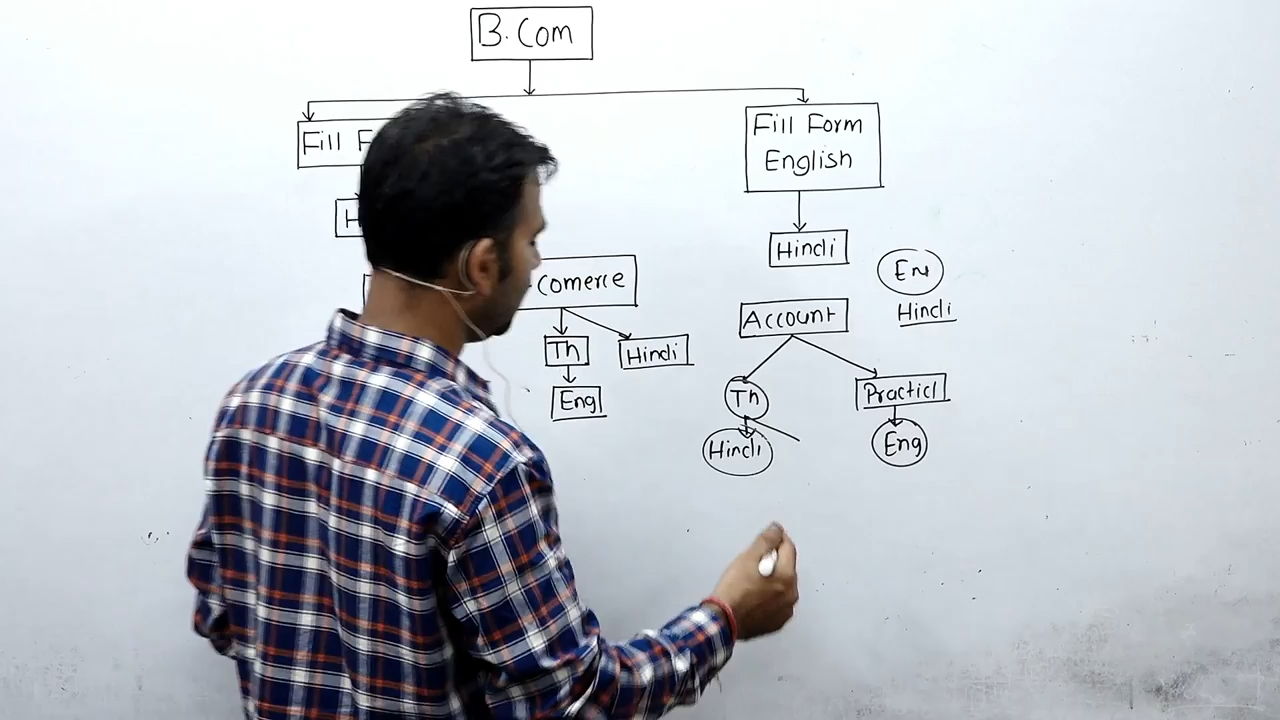 B. Com
Fill
Fill Form
English
Hindi
En
Hindi
Comerce
Account
Th
Hindi
Th
Practicl
Eng
Hindi
Eng